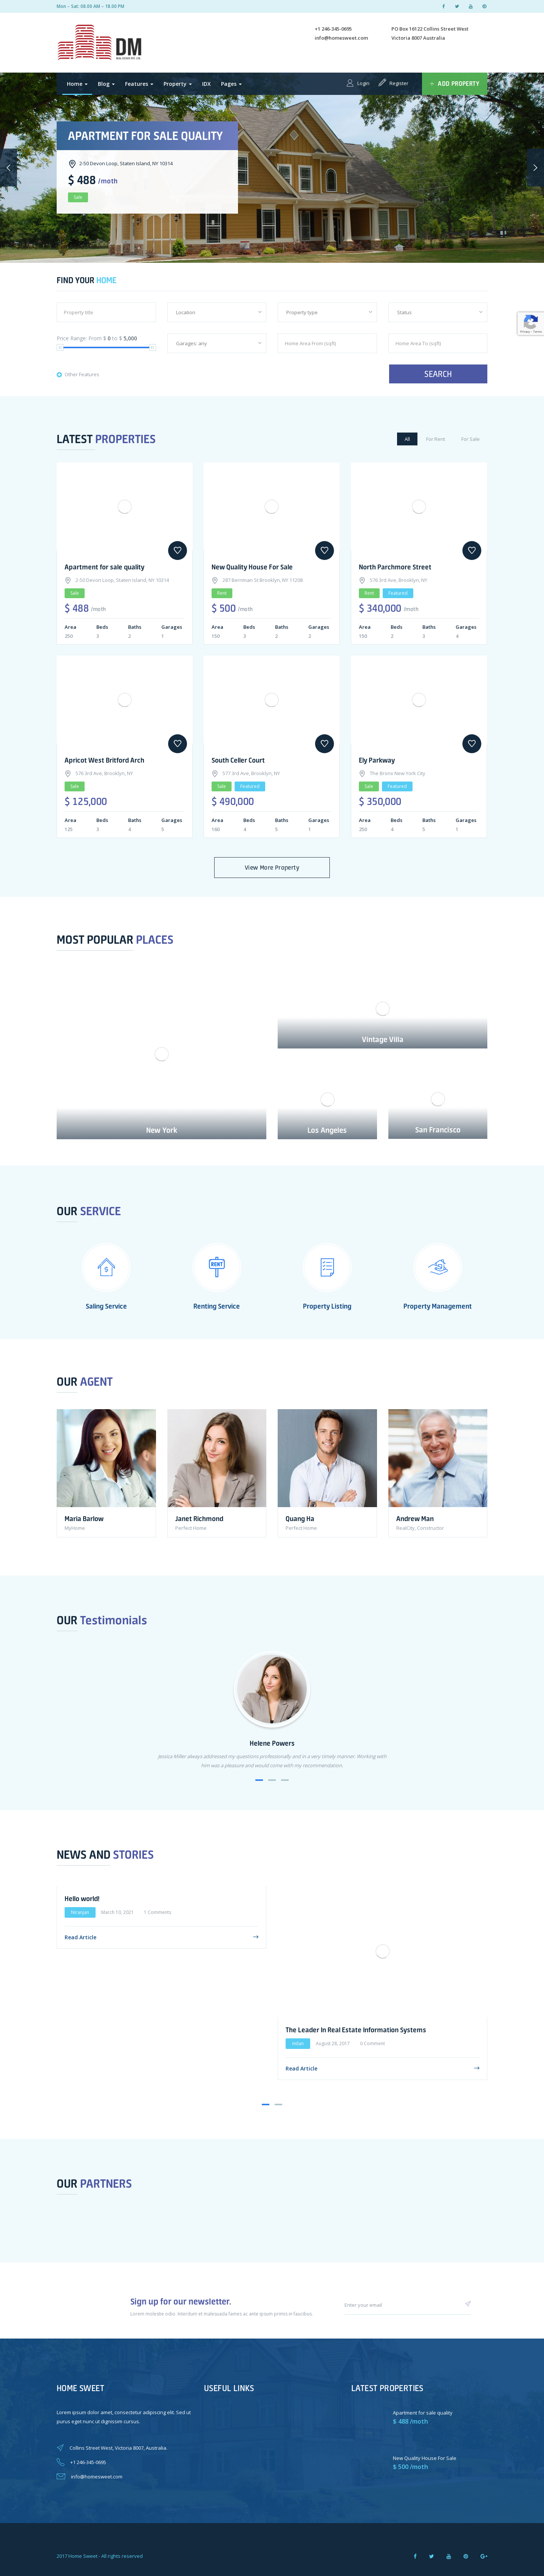 Mon - Sat: 08.00 AM - 18.00 PM
+1 246-345-0695
info@homesweet.com
PO Box 16122 Collins Street West
Victoria 8007 Australia
DM
Home Blog Features Property IDX Pages Login Register ADD PROPERTY
APARTMENT FOR SALE QUALITY
2-50 Devon Loop, Staten Island, NY 10314
$ 488 /moth
Sale
FIND YOUR HOME
Property title Location Property type Status
Price Range: From $ 0 to $ 5,000
Garages: any Home Area From (sqft) Home Area To (sqft)
Other Features
SEARCH
Privacy - Terms
LATEST PROPERTIES
All For Rent For Sale
Apartment for sale quality
2-50 Devon Loop, Staten Island, NY 10314
Sale
$ 488 /moth
Area Beds Baths Garages
250 3 2 1
New Quality House For Sale
287 Barriman St Brooklyn, NY 11208
Rent
$ 500 /moth
Area Beds Baths Garages
150 3 2 2
North Parchmore Street
576 3rd Ave, Brooklyn, NY
Rent Featured
$ 340,000 /moth
Area Beds Baths Garages
150 2 3 4
Apricot West Britford Arch
576 3rd Ave, Brooklyn, NY
Sale
$ 125,000
Area Beds Baths Garages
125 3 4 5
South Celler Court
577 3rd Ave, Brooklyn, NY
Sale Featured
$ 490,000
Area Beds Baths Garages
160 4 5 1
Ely Parkway
The Bronx New York City
Sale Featured
$ 350,000
Area Beds Baths Garages
250 4 5 1
View More Property
MOST POPULAR PLACES
New York
Vintage Villa
Los Angeles
San Francisco
OUR SERVICE
RENT
Saling Service
Renting Service
Property Listing
Property Management
OUR AGENT
Maria Barlow
MyHome
Janet Richmond
Perfect Home
Quang Ha
Perfect Home
Andrew Man
RealCity, Constructor
OUR Testimonials
Helene Powers
Jessica Miller always addressed my questions professionally and in a very timely manner. Working with
him was a pleasure and would come with my recommendation.
NEWS AND STORIES
Hello world!
March 10, 2021 1 Comments
Read Article
The Leader In Real Estate Information Systems
August 28, 2017 0 Comment
Read Article
OUR PARTNERS
Sign up for our newsletter.
Lorem molisbe odio. Interdum et malesuada fames ac ante ipsum primis in faucibus
Enter your email
HOME SWEET
Lorem ipsum dolor amet, consectetur adipiscing elit. Sed ut
purus eget nunc ut dignissim cursus.
Collins Street West, Victoria 8007, Australia.
+1 246-345-0695
info@homesweet.com
USEFUL LINKS
LATEST PROPERTIES
Apartment for sale quality
$ 488 /moth
New Quality House For Sale
$ 500 /moth
2017 Home Sweet - All rights reserved